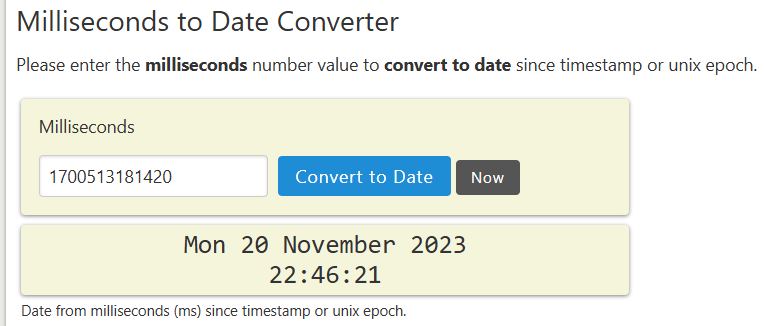 Milliseconds to Date Converter
Please enter the milliseconds number value to convert to date since timestamp or unix epoch.
Milliseconds
1700513181420 Convert to Date Now
Mon 20 November 2023
22:46:21
Date from milliseconds (ms) since timestamp or unix epoch.